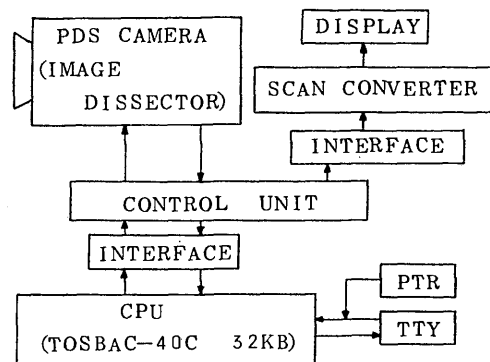 PDS CAMERA
(IMAGE
DISSECTOR)
DISPLAY
SCAN CONVERTER
INTERFACE
CONTROL UNIT
INTERFACE
CPU
(TOSBAC-40C 32KB)
PTR
TTY